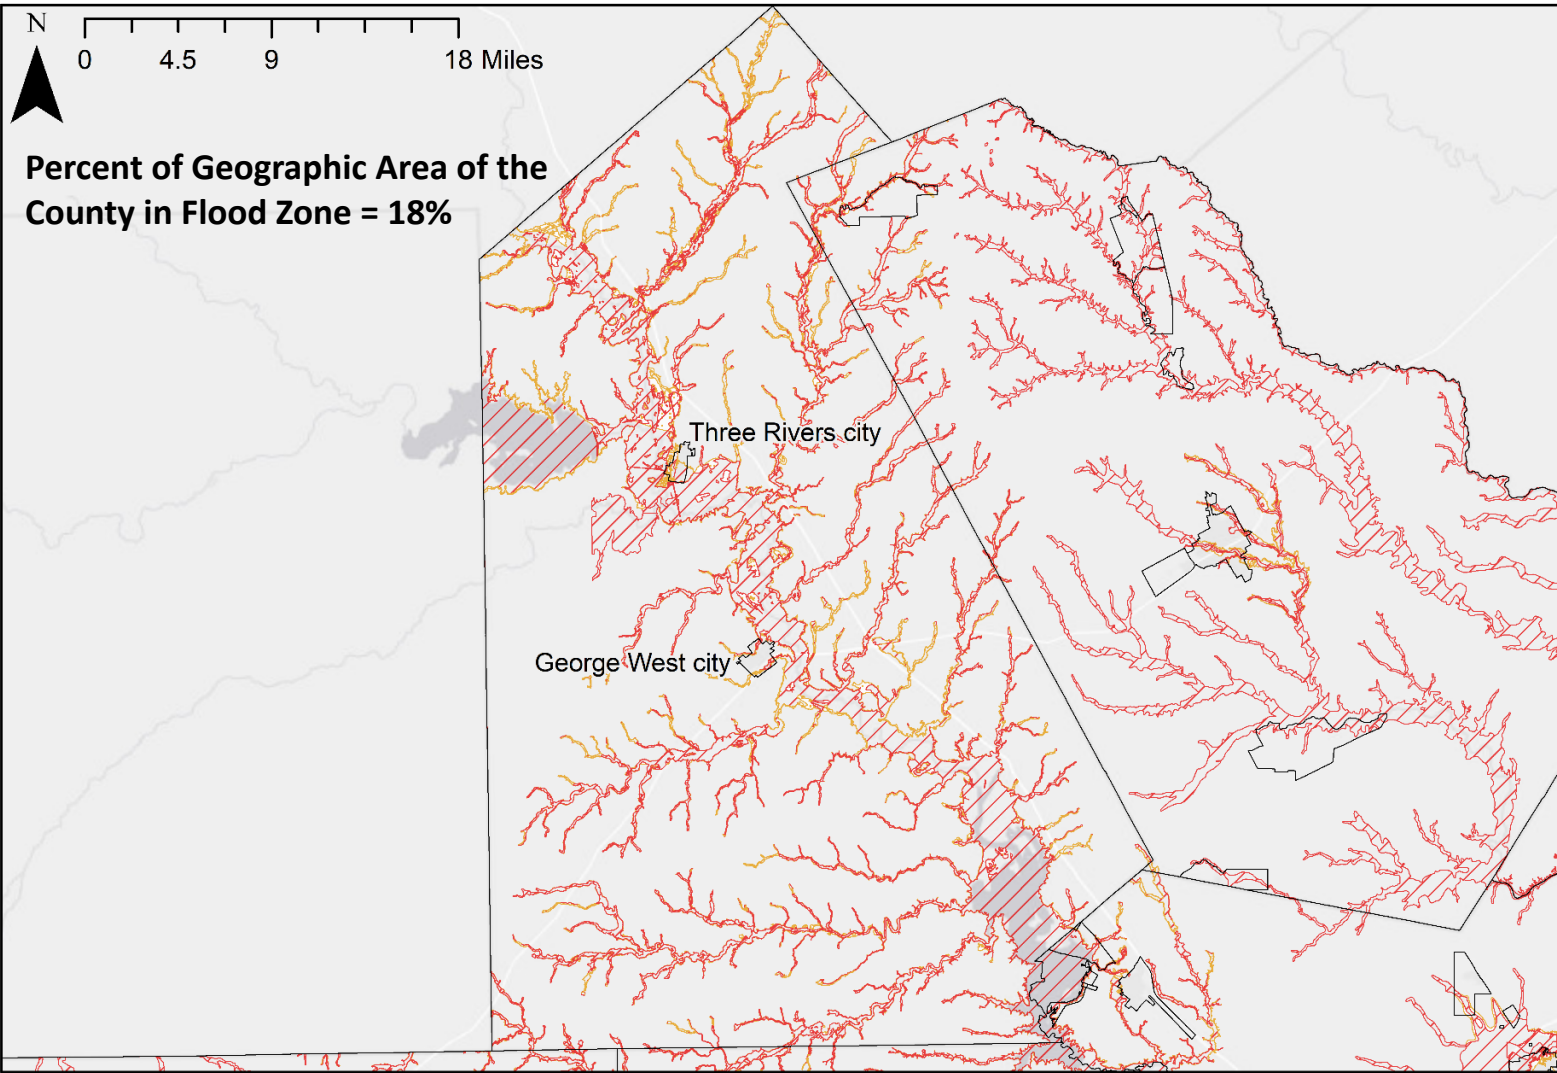 N
0 4.5 9 18 Miles
Percent of Geographic Area of the
County in Flood Zone = 18%
Three Rivers city
George West city